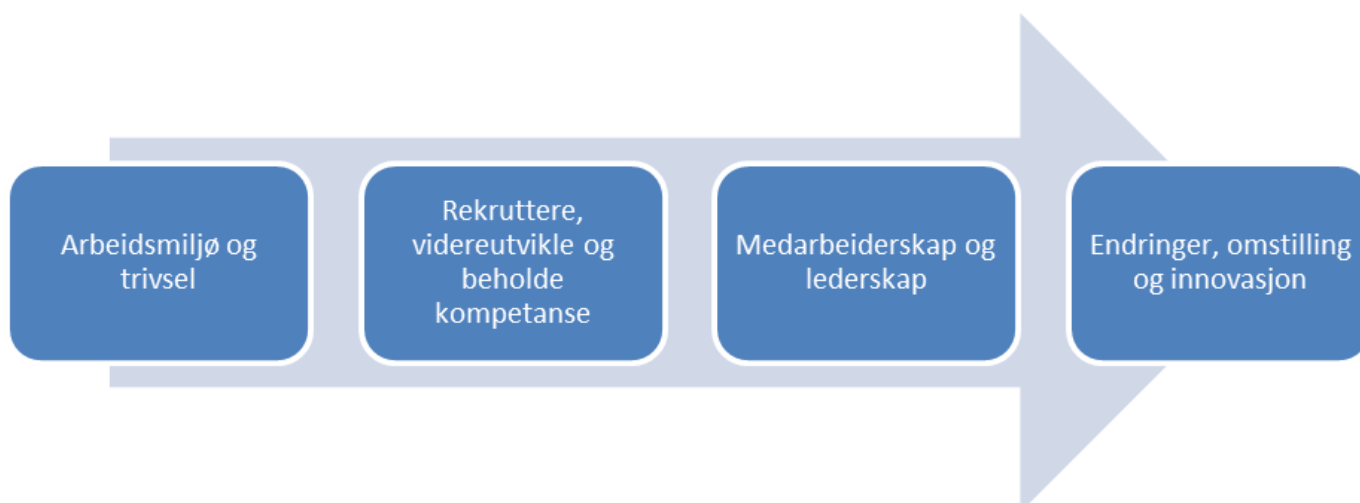 Arbeidsmiljø og
trivsel
Rekruttere,
videreutvikle og
beholde
kompetanse
Medarbeiderskap og
lederskap
Endringer, omstilling
og innovasjon